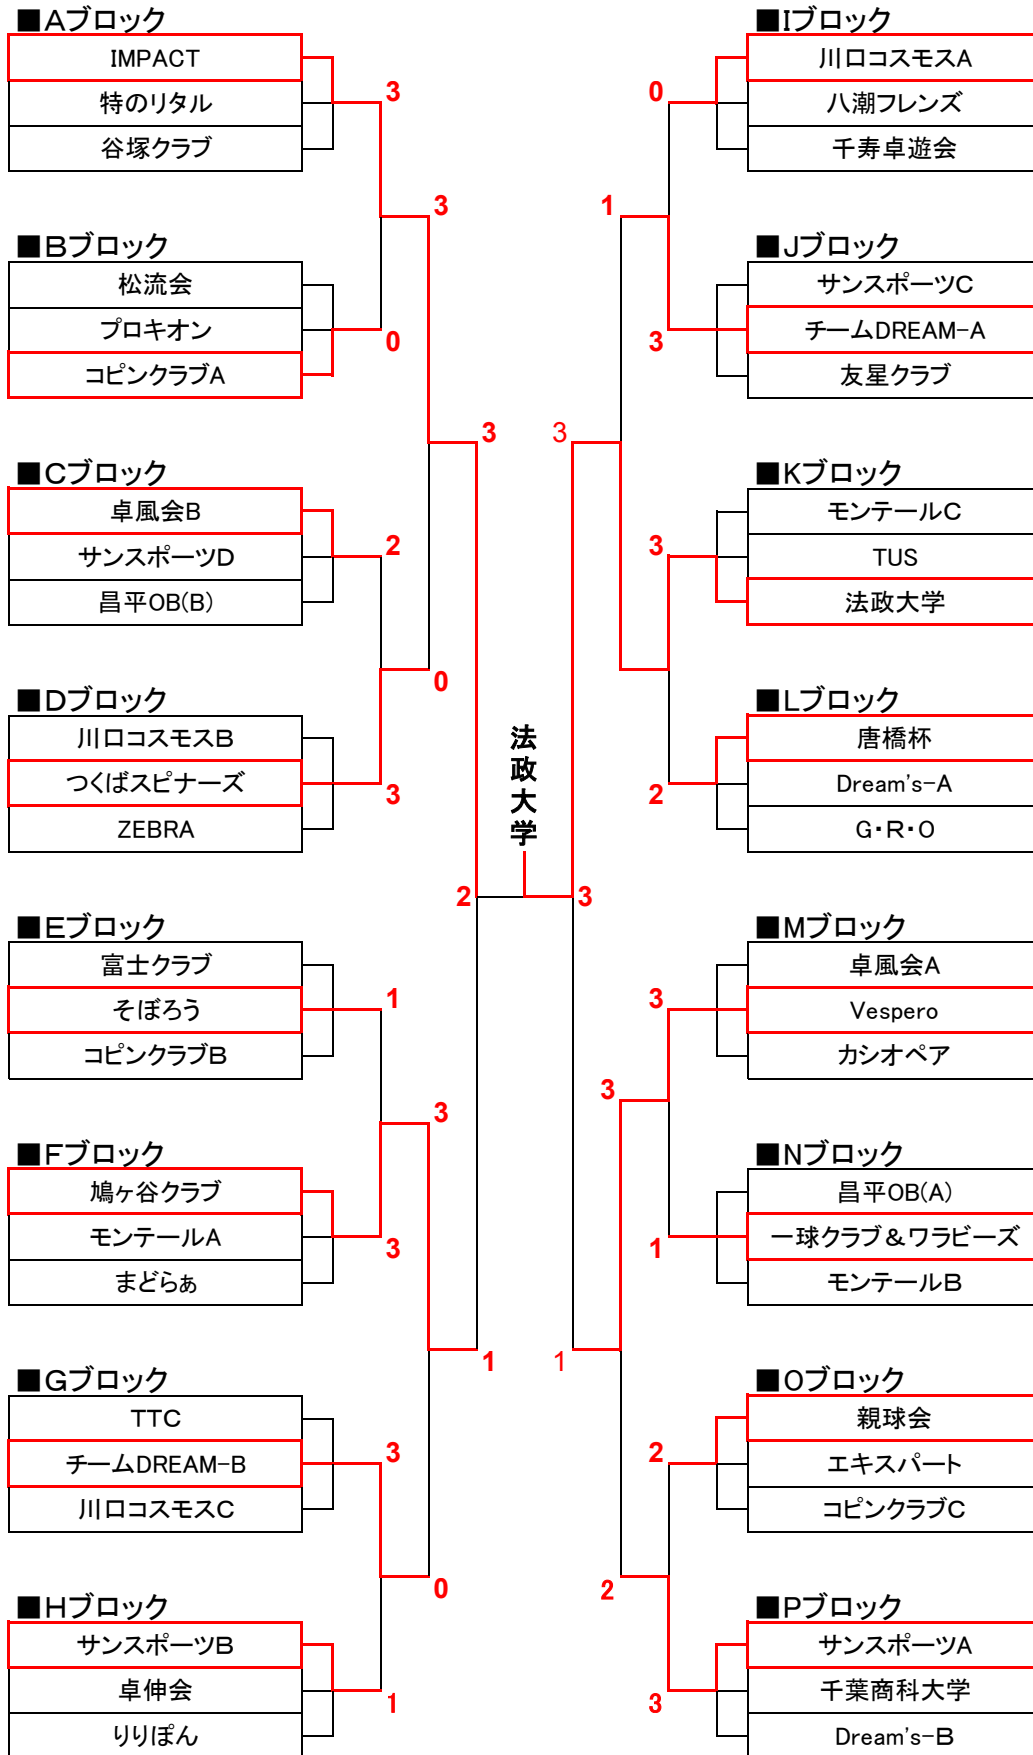 ■Aブロック
IMPACT
特のリタル
谷塚クラブ
3
3
■Bブロック
松流会
プロキオン
コピンクラブA
0
3
■Cブロック
卓風会B
サンスポーツD
昌平OB(B)
2
0
■Dブロック
川口コスモスB
つくばスピナーズ
ZEBRA
3
2
■Eブロック
富士クラブ
そぼろう
コピンクラブB
1
3
■Fブロック
鳩ヶ谷クラブ
モンテールA
まどらぁ
3
1
■Gブロック
TTC
チームDREAM-B
川口コスモスC
3
0
■Hブロック
サンスポーツB
卓伸会
りりぽん
1
法政大学
■Iブロック
川口コスモスA
八潮フレンズ
千寿卓遊会
0
1
■Jブロック
サンスポーツC
チームDREAM-A
友星クラブ
3
3
■Kブロック
モンテールC
TUS
法政大学
3
■Lブロック
唐橋杯
Dream's-A
G・R・O
2
3
■Mブロック
卓風会A
Vespero
カシオペア
3
3
■Nブロック
昌平OB(A)
一球クラブ&ワラビーズ
モンテールB
1
1
■Oブロック
親球会
エキスパート
コピンクラブC
2
2
■Pブロック
サンスポーツA
千葉商科大学
Dream's-B
3